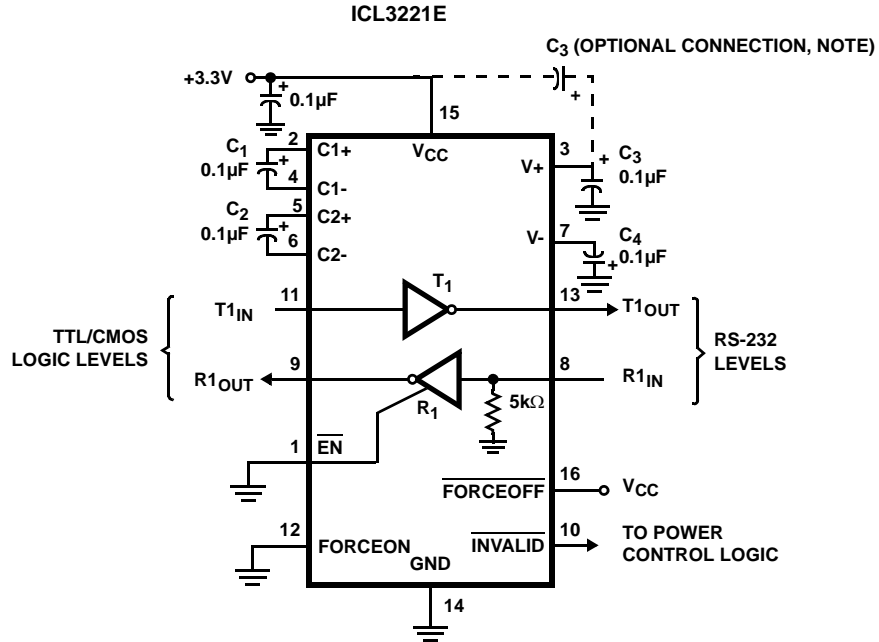 ICL3221E
C3 (OPTIONAL CONNECTION, NOTE)
+3.3V
+
0.1µF
+
15
2
C1+
VCC
3
V+
+
C3
0.1µF
C1
0.1µF
+
4
C1-
C2
0.1µF
+
5
C2+
6
C2-
7
V-
C4
0.1µF
+
T1
11
T1IN
13
T1OUT
TTL/CMOS
LOGIC LEVELS
RS-232
LEVELS
9
R1OUT
8
R1IN
R1
5kΩ
1
EN
16
FORCEOFF
VCC
12
FORCEON
10
INVALID
TO POWER
CONTROL LOGIC
GND
14